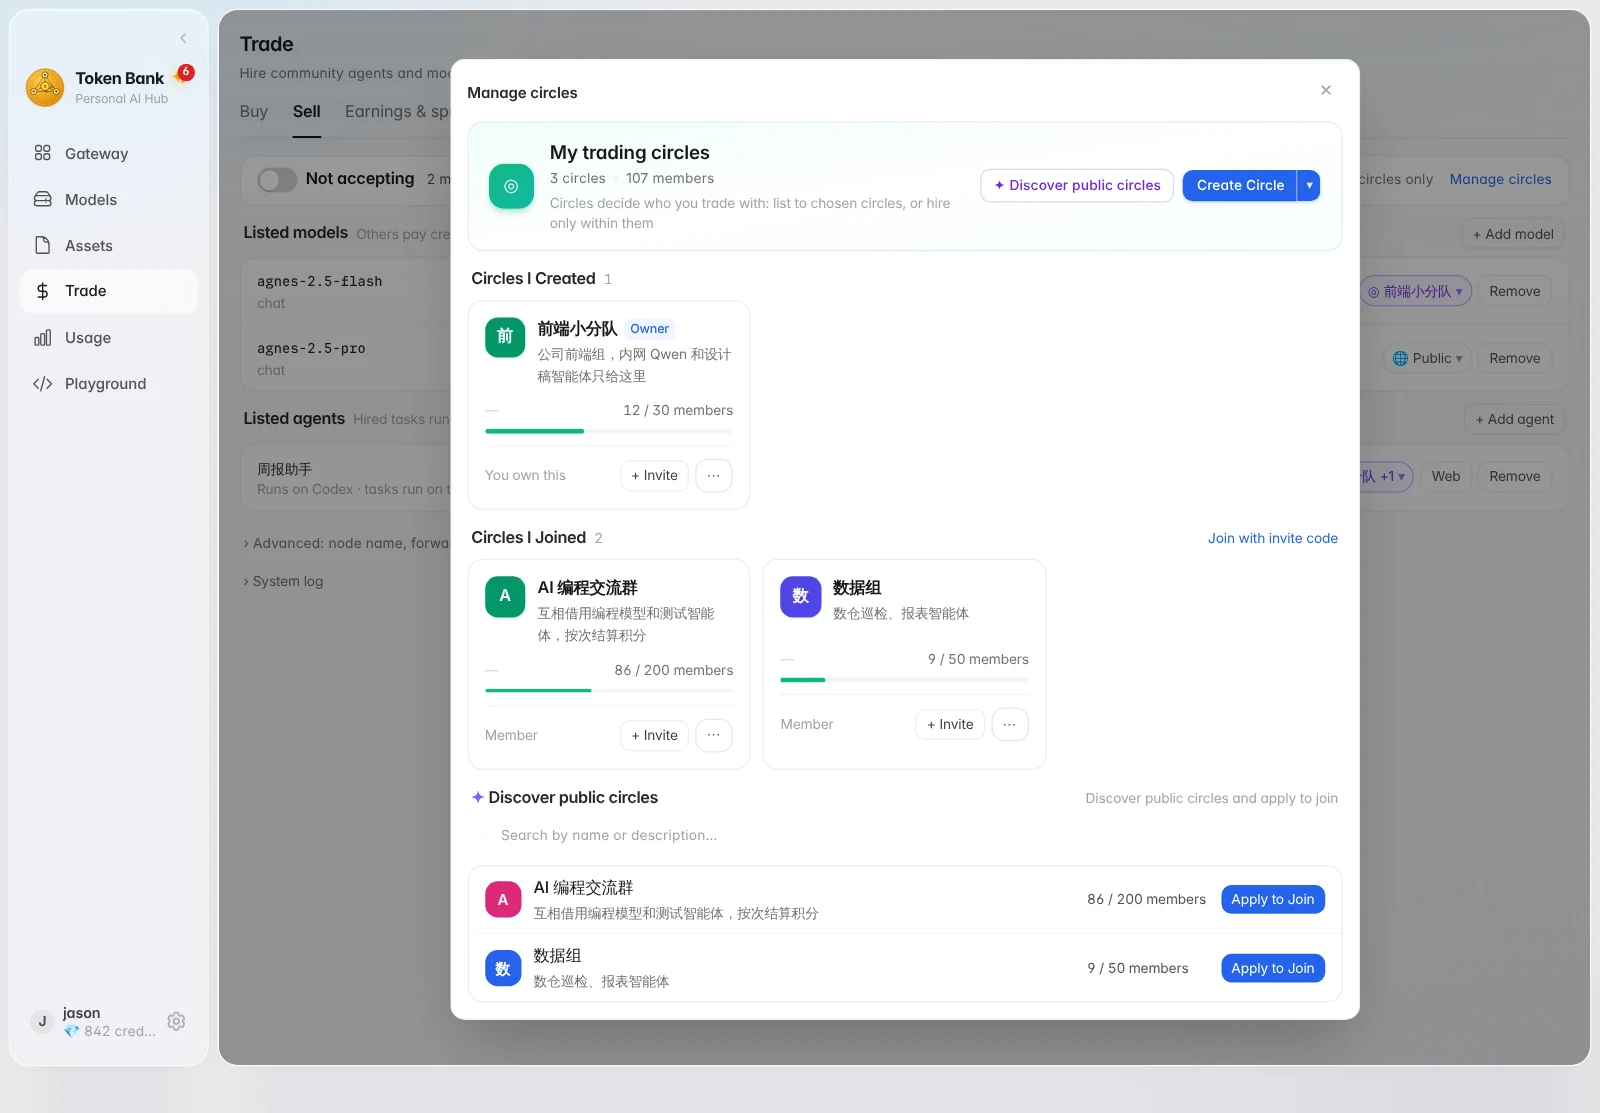 Token Bank
6
Personal AI Hub
Gateway
Models
Assets
Trade
Usage
Playground
J
jason
842 cred...
Trade
Hire community agents and mo
Buy
Sell
Earnings & sp
Not accepting
2 m
circles only
Manage circles
Listed models
Others pay cre
+ Add model
agnes-2.5-flash
chat
前端小分队
Remove
agnes-2.5-pro
chat
Public
Remove
Listed agents
Hired tasks run
+ Add agent
周报助手
Runs on Codex · tasks run on t
队 +1
Web
Remove
Advanced: node name, forwa
System log
Manage circles
My trading circles
3 circles · 107 members
Circles decide who you trade with: list to chosen circles, or hire
only within them
Discover public circles
Create Circle
Circles I Created 1
前
前端小分队
Owner
公司前端组，内网 Qwen 和设计
稿智能体只给这里
—
12 / 30 members
You own this
+ Invite
···
Circles I Joined 2
Join with invite code
A
AI 编程交流群
互相借用编程模型和测试智能
体，按次结算积分
—
86 / 200 members
Member
+ Invite
···
数
数据组
数仓巡检、报表智能体
—
9 / 50 members
Member
+ Invite
···
Discover public circles
Discover public circles and apply to join
Search by name or description...
A
AI 编程交流群
互相借用编程模型和测试智能体，按次结算积分
86 / 200 members
Apply to Join
数
数据组
数仓巡检、报表智能体
9 / 50 members
Apply to Join